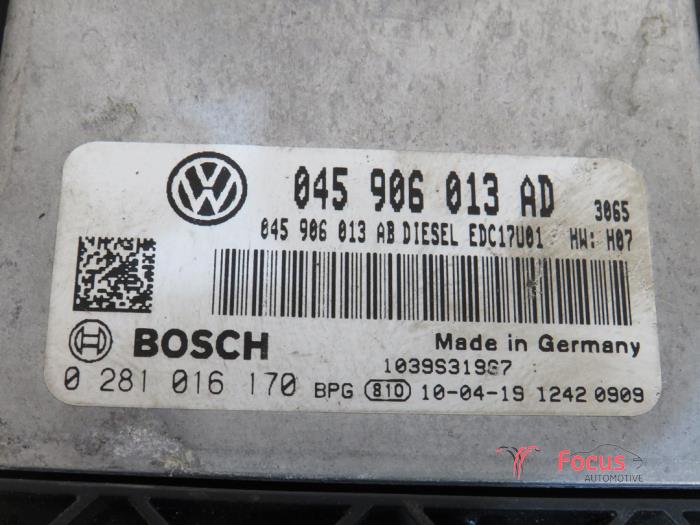 045 906 013 AD 3065
045 906 013 AB DIESEL EDC17U01 HW: H07
BOSCH Made in Germany
1039S319S7
0 281 016 170 BPG 810 10-04-19 1242 0909
Focus
AUTOMOTIVE